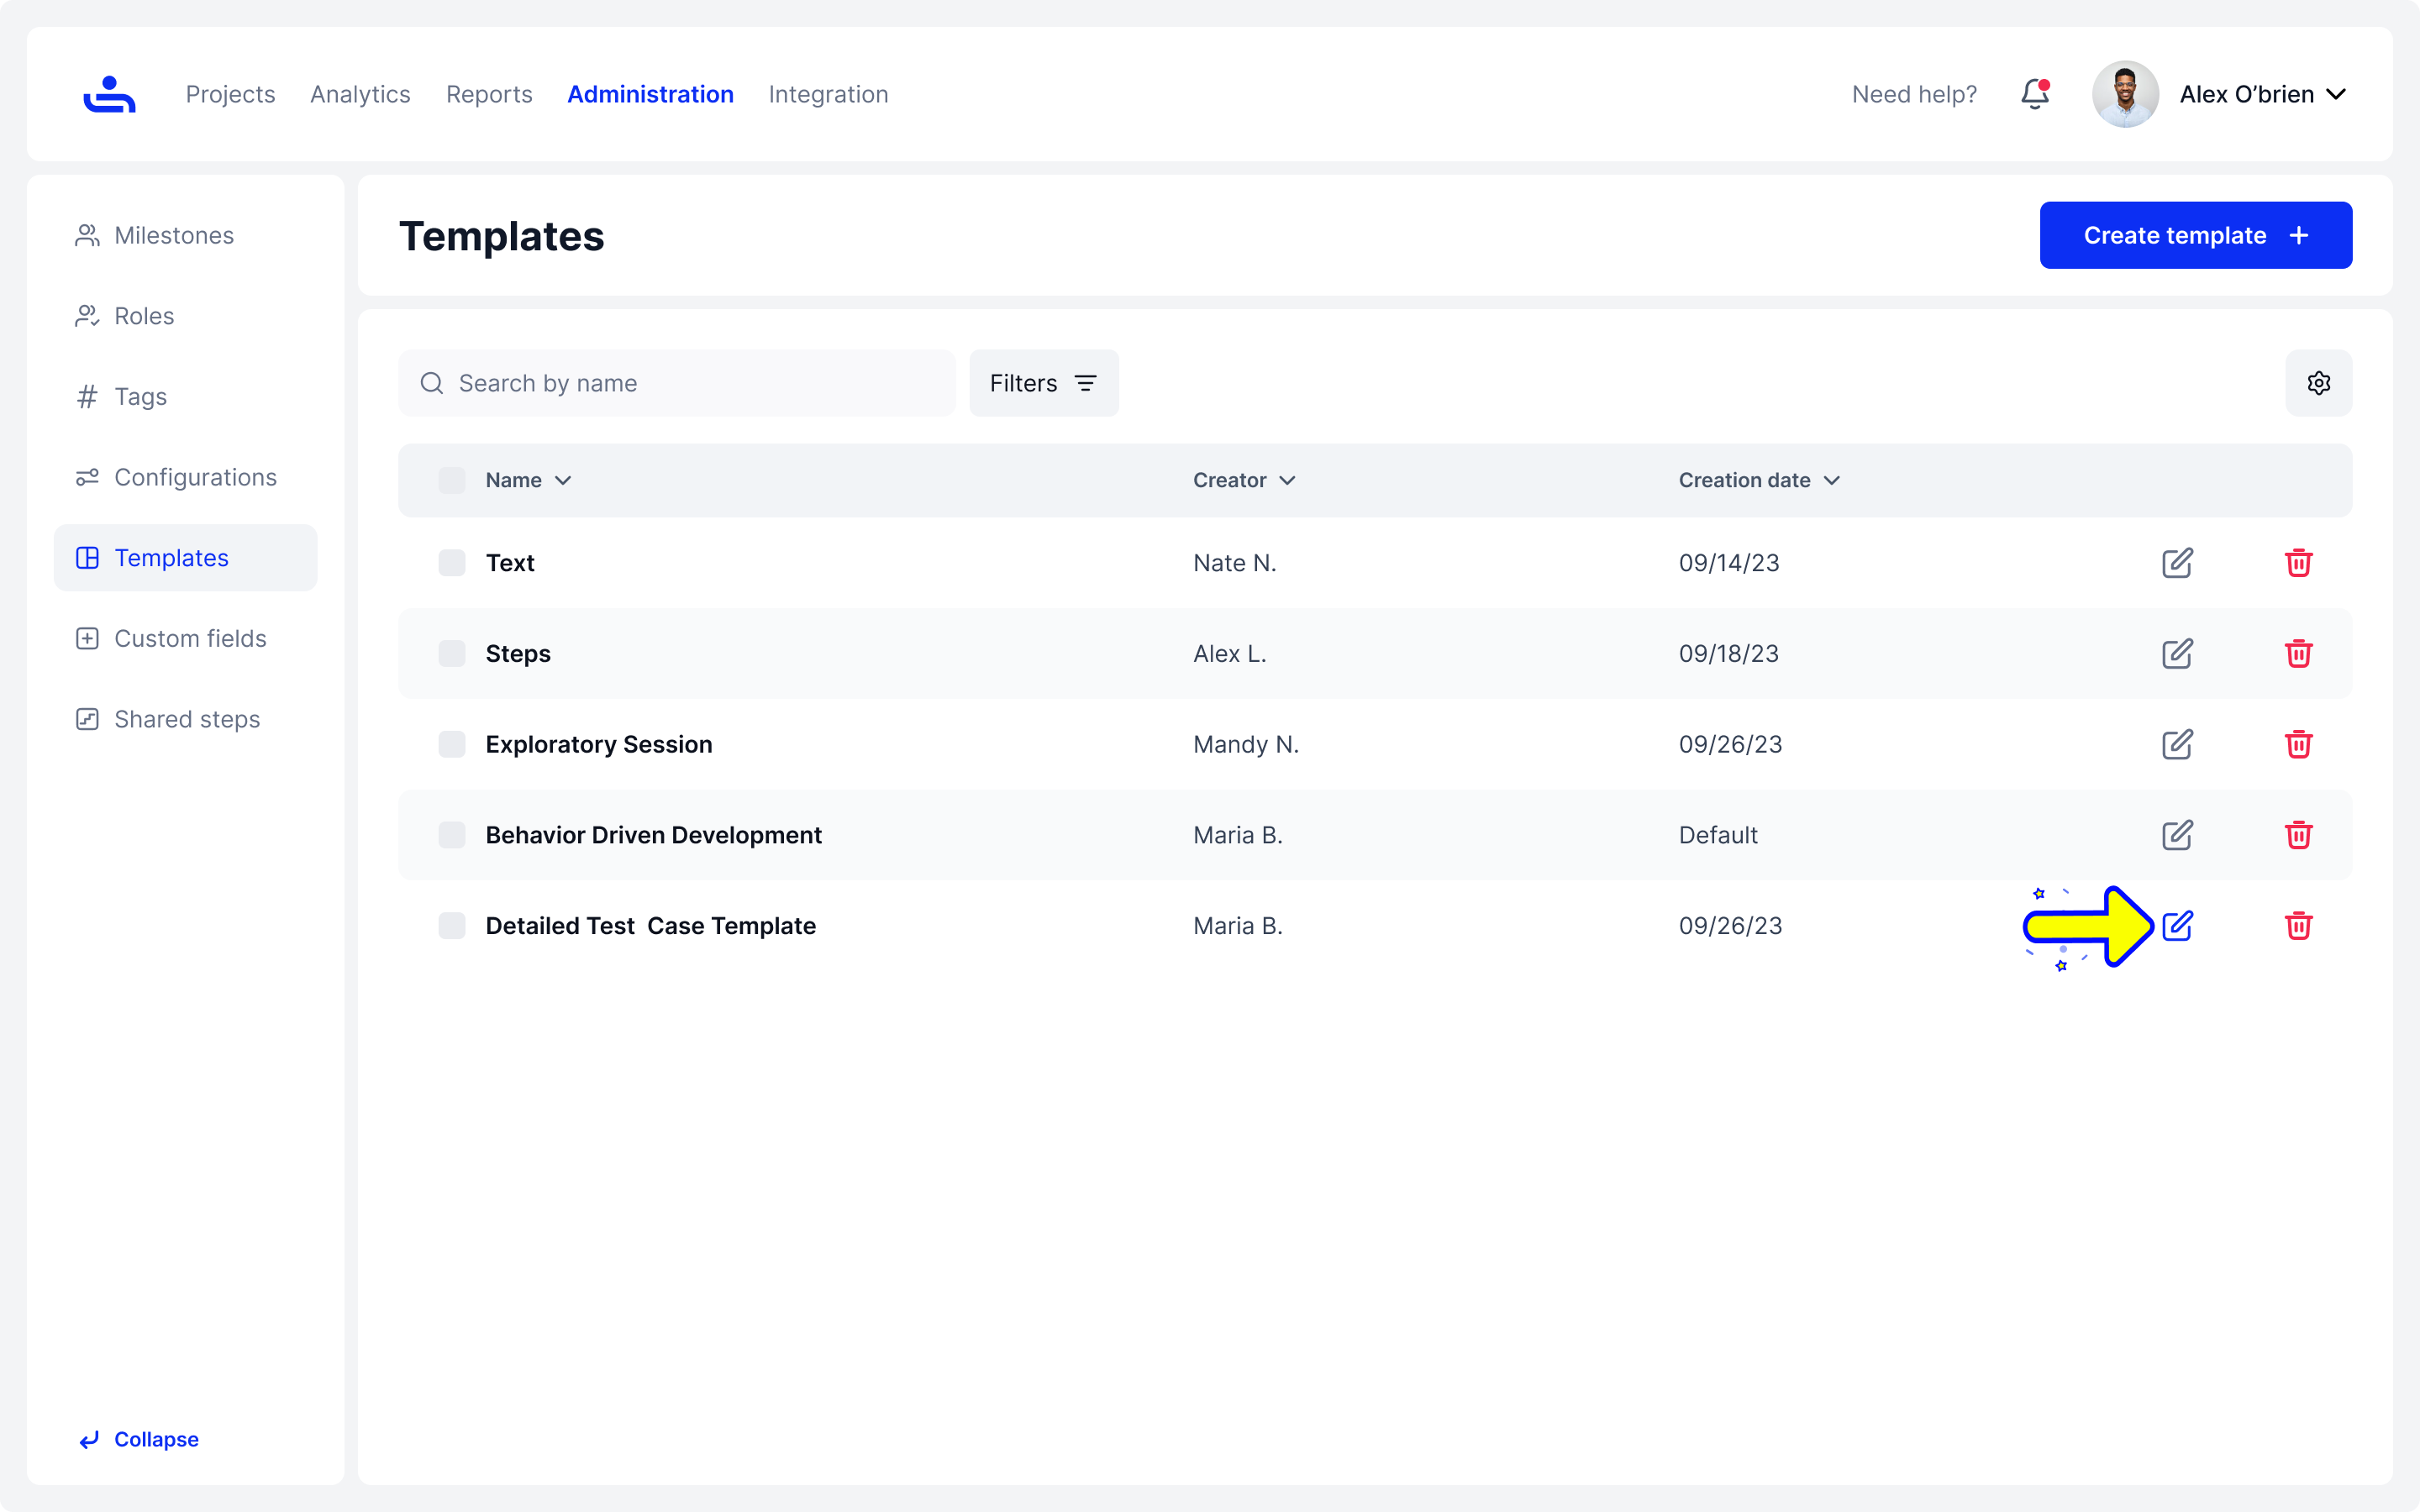 Projects Analytics Reports Administration Integration Need help? Alex O’brien
Milestones
Roles
Tags
Configurations
Templates
Custom fields
Shared steps
Collapse
Templates
Create template
Search by name
Filters
Name Creator Creation date
Text Nate N. 09/14/23
Steps Alex L. 09/18/23
Exploratory Session Mandy N. 09/26/23
Behavior Driven Development Maria B. Default
Detailed Test  Case Template Maria B. 09/26/23